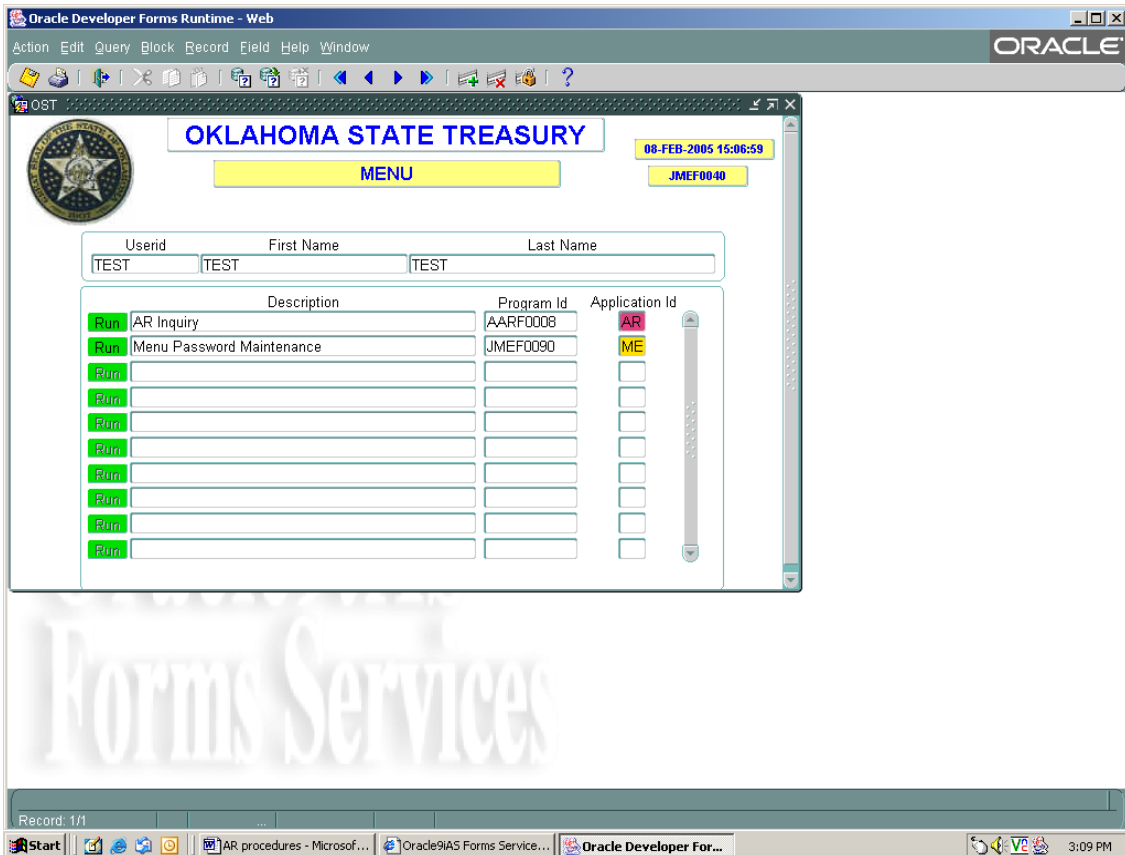 Oracle Developer Forms Runtime - Web
Action Edit Query Block Record Field Help Window
ORACLE
OST
OKLAHOMA STATE TREASURY
08-FEB-2005 15:06:59
MENU
JMEF0040
Userid First Name Last Name
TEST TEST TEST
Description Program Id Application Id
Run AR Inquiry AARF0008 AR
Run Menu Password Maintenance JMEF0090 ME
Run
Run
Run
Run
Run
Run
Run
Run
Forms Services
Record: 1/1 ...
Start AR procedures - Microsof... Oracle9iAS Forms Service... Oracle Developer For... 3:09 PM